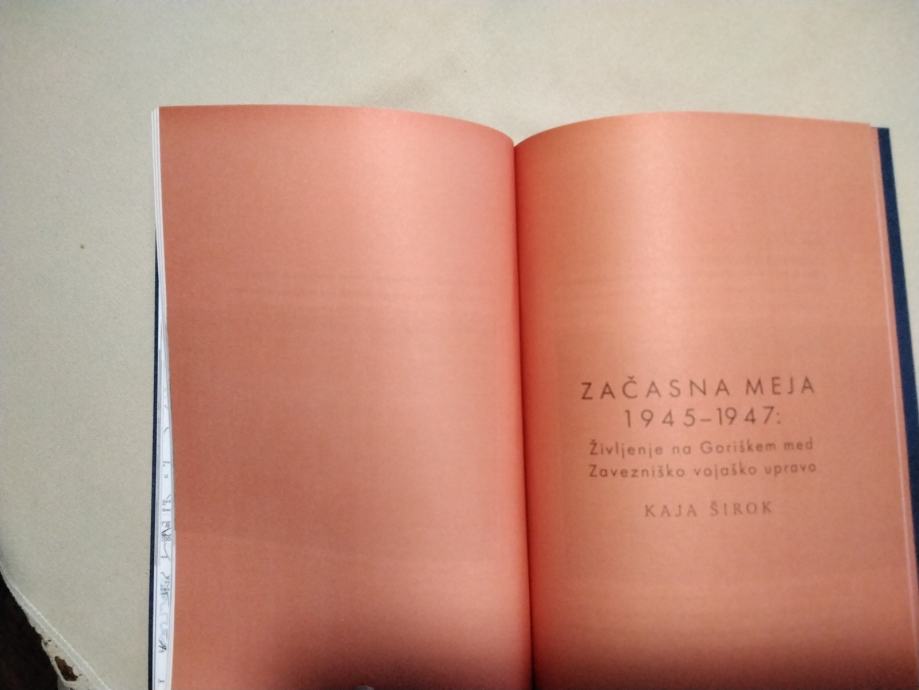 ZAČASNA MEJA
1945–1947:
Življenje na Goriškem med
Zavezniško vojaško upravo
KAJA ŠIROK